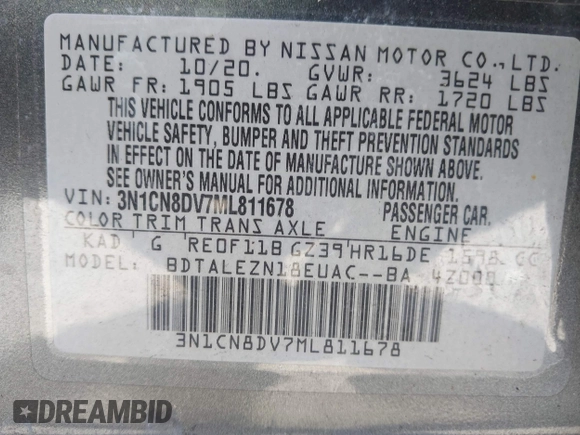 MANUFACTURED BY NISSAN MOTOR CO., LTD.
DATE: 10/20. GVWR: 3624 LBS
GAWR FR: 1905 LBS GAWR RR: 1720 LBS
THIS VEHICLE CONFORMS TO ALL APPLICABLE FEDERAL MOTOR
VEHICLE SAFETY, BUMPER AND THEFT PREVENTION STANDARDS
IN EFFECT ON THE DATE OF MANUFACTURE SHOWN ABOVE.
SEE OWNER'S MANUAL FOR ADDITIONAL INFORMATION.
VIN: 3N1CN8DV7ML811678 PASSENGER CAR.
COLOR TRIM TRANS AXLE ENGINE
KAD G RE0F11B GZ39 HR16DE 1598 CC
BDTALEZN18EUAC--BA
3N1CN8DV7ML811678
DREAMBID